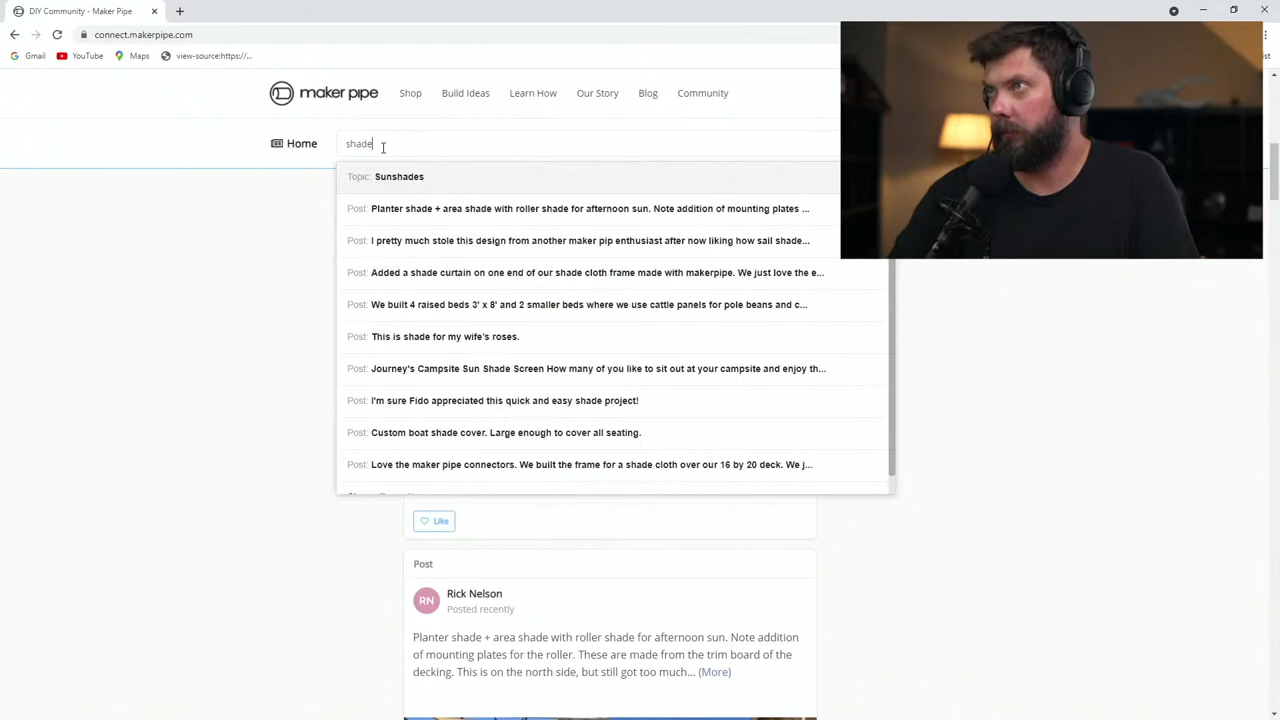 DIY Community - Maker Pipe
connect.makerpipe.com
Gmail YouTube Maps view-source:https://...
maker pipe Shop Build Ideas Learn How Our Story Blog Community
Home shade
Topic: Sunshades
Post: Planter shade + area shade with roller shade for afternoon sun. Note addition of mounting plates ...
Post: I pretty much stole this design from another maker pip enthusiast after now liking how sail shade...
Post: Added a shade curtain on one end of our shade cloth frame made with makerpipe. We just love the e...
Post: We built 4 raised beds 3' x 8' and 2 smaller beds where we use cattle panels for pole beans and c...
Post: This is shade for my wife's roses.
Post: Journey's Campsite Sun Shade Screen How many of you like to sit out at your campsite and enjoy th...
Post: I'm sure Fido appreciated this quick and easy shade project!
Post: Custom boat shade cover. Large enough to cover all seating.
Post: Love the maker pipe connectors. We built the frame for a shade cloth over our 16 by 20 deck. We j...
Like
Post
RN Rick Nelson
Posted recently
Planter shade + area shade with roller shade for afternoon sun. Note addition
of mounting plates for the roller. These are made from the trim board of the
decking. This is on the north side, but still got too much... (More)